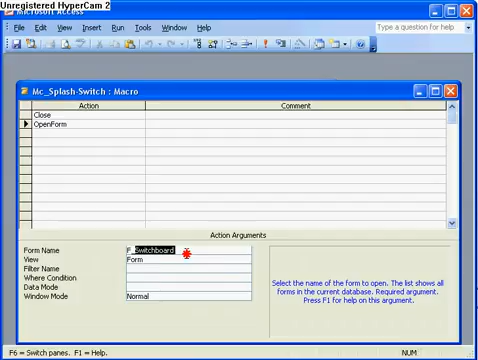 Unregistered HyperCam 2
Microsoft Access
File Edit View Insert Run Tools Window Help
Type a question for help
Mc_Splash-Switch : Macro
Action Comment
Close
OpenForm
Action Arguments
Form Name F_Switchboard
View Form
Filter Name
Where Condition
Data Mode
Window Mode Normal
Select the name of the form to open. The list shows all
forms in the current database. Required argument.
Press F1 for help on this argument.
F6 = Switch panes. F1 = Help. NUM